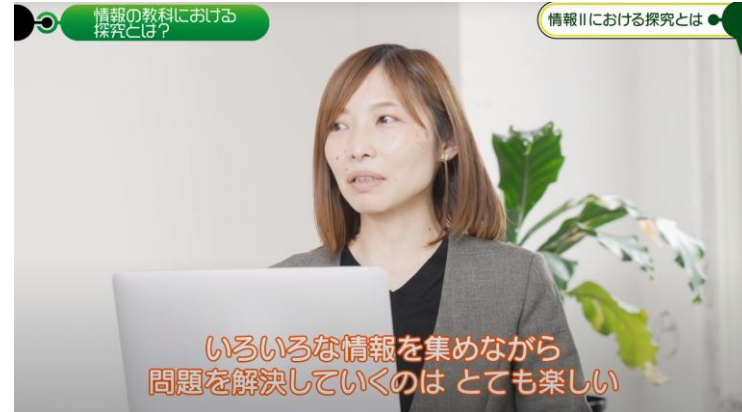 情報の教科における
探究とは？
情報Ⅱにおける探究とは
いろいろな情報を集めながら
問題を解決していくのは とても楽しい